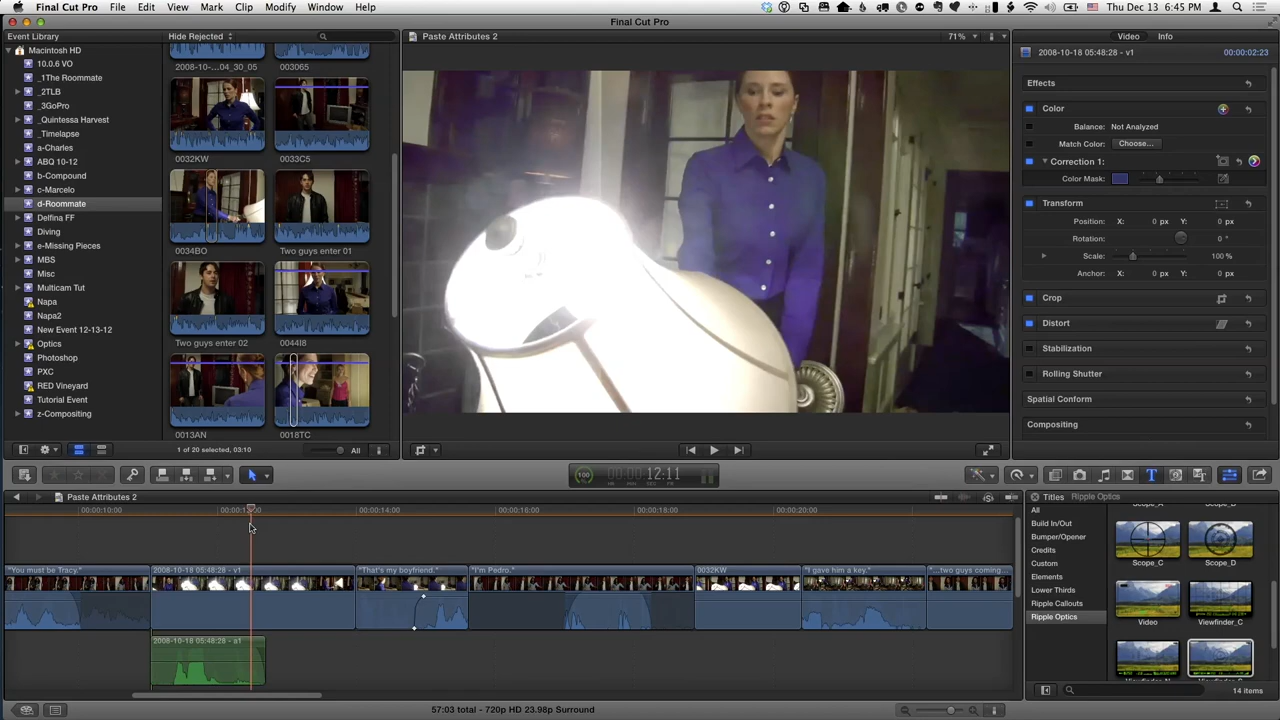 Final Cut Pro File Edit View Mark Clip Modify Window Help Thu Dec 13 6:45 PM
Final Cut Pro
Event Library
Hide Rejected
Macintosh HD
10.0.6 VO
_1The Roommate
_2TLB
_3GoPro
_Quintessa Harvest
_Timelapse
a-Charles
ABQ 10-12
b-Compound
c-Marcelo
d-Roommate
Delfina FF
Diving
e-Missing Pieces
MBS
Misc
Multicam Tut
Napa
Napa2
New Event 12-13-12
Optics
Photoshop
PXC
RED Vineyard
Tutorial Event
z-Compositing
2008-10-...04_30_05
003065
0032KW
0033C5
0034BO
Two guys enter 01
Two guys enter 02
0044I8
0013AN
0018TC
1 of 20 selected, 03:10
All
Paste Attributes 2
71%
Video
Info
2008-10-18 05:48:28 - v1
00:00:02:23
Effects
Color
Balance: Not Analyzed
Match Color: Choose...
Correction 1:
Color Mask:
Transform
Position: X: 0 px Y: 0 px
Rotation: 0 °
Scale: 100 %
Anchor: X: 0 px Y: 0 px
Crop
Distort
Stabilization
Rolling Shutter
Spatial Conform
Compositing
100
12:11
Paste Attributes 2
00:00:10:00
00:00:14:00
00:00:16:00
00:00:18:00
00:00:20:00
"You must be Tracy."
2008-10-18 05:48:28 - v1
"That's my boyfriend."
"I'm Pedro."
0032KW
"I gave him a key."
"...two guys coming...
2008-10-18 05:48:28 - a1
57:03 total - 720p HD 23.98p Surround
Titles
Ripple Optics
All
Build In/Out
Bumper/Opener
Credits
Custom
Elements
Lower Thirds
Ripple Callouts
Ripple Optics
Scope_C
Scope_D
Video
Viewfinder_C
14 items